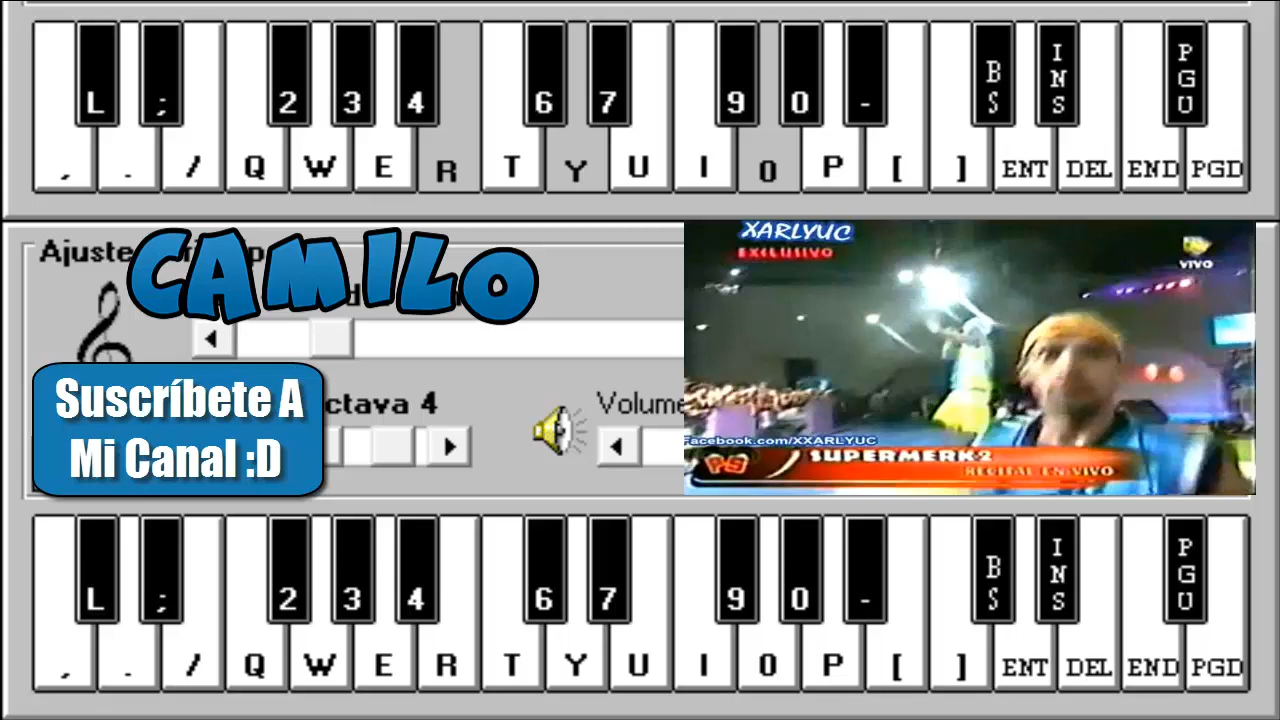 L ; 2 3 4 6 7 9 0 - BS INS PGU
, . / Q W E R T Y U I O P [ ] ENT DEL END PGD
Ajuste
CAMILO
Suscríbete A
Mi Canal :D
ctava 4
Volume
XARLYUC
EXCLUSIVO
VIVO
Facebook.com/XXARLYUC
PS
SUPERMERK2
RECITAL EN VIVO
L ; 2 3 4 6 7 9 0 - BS INS PGU
, . / Q W E R T Y U I O P [ ] ENT DEL END PGD